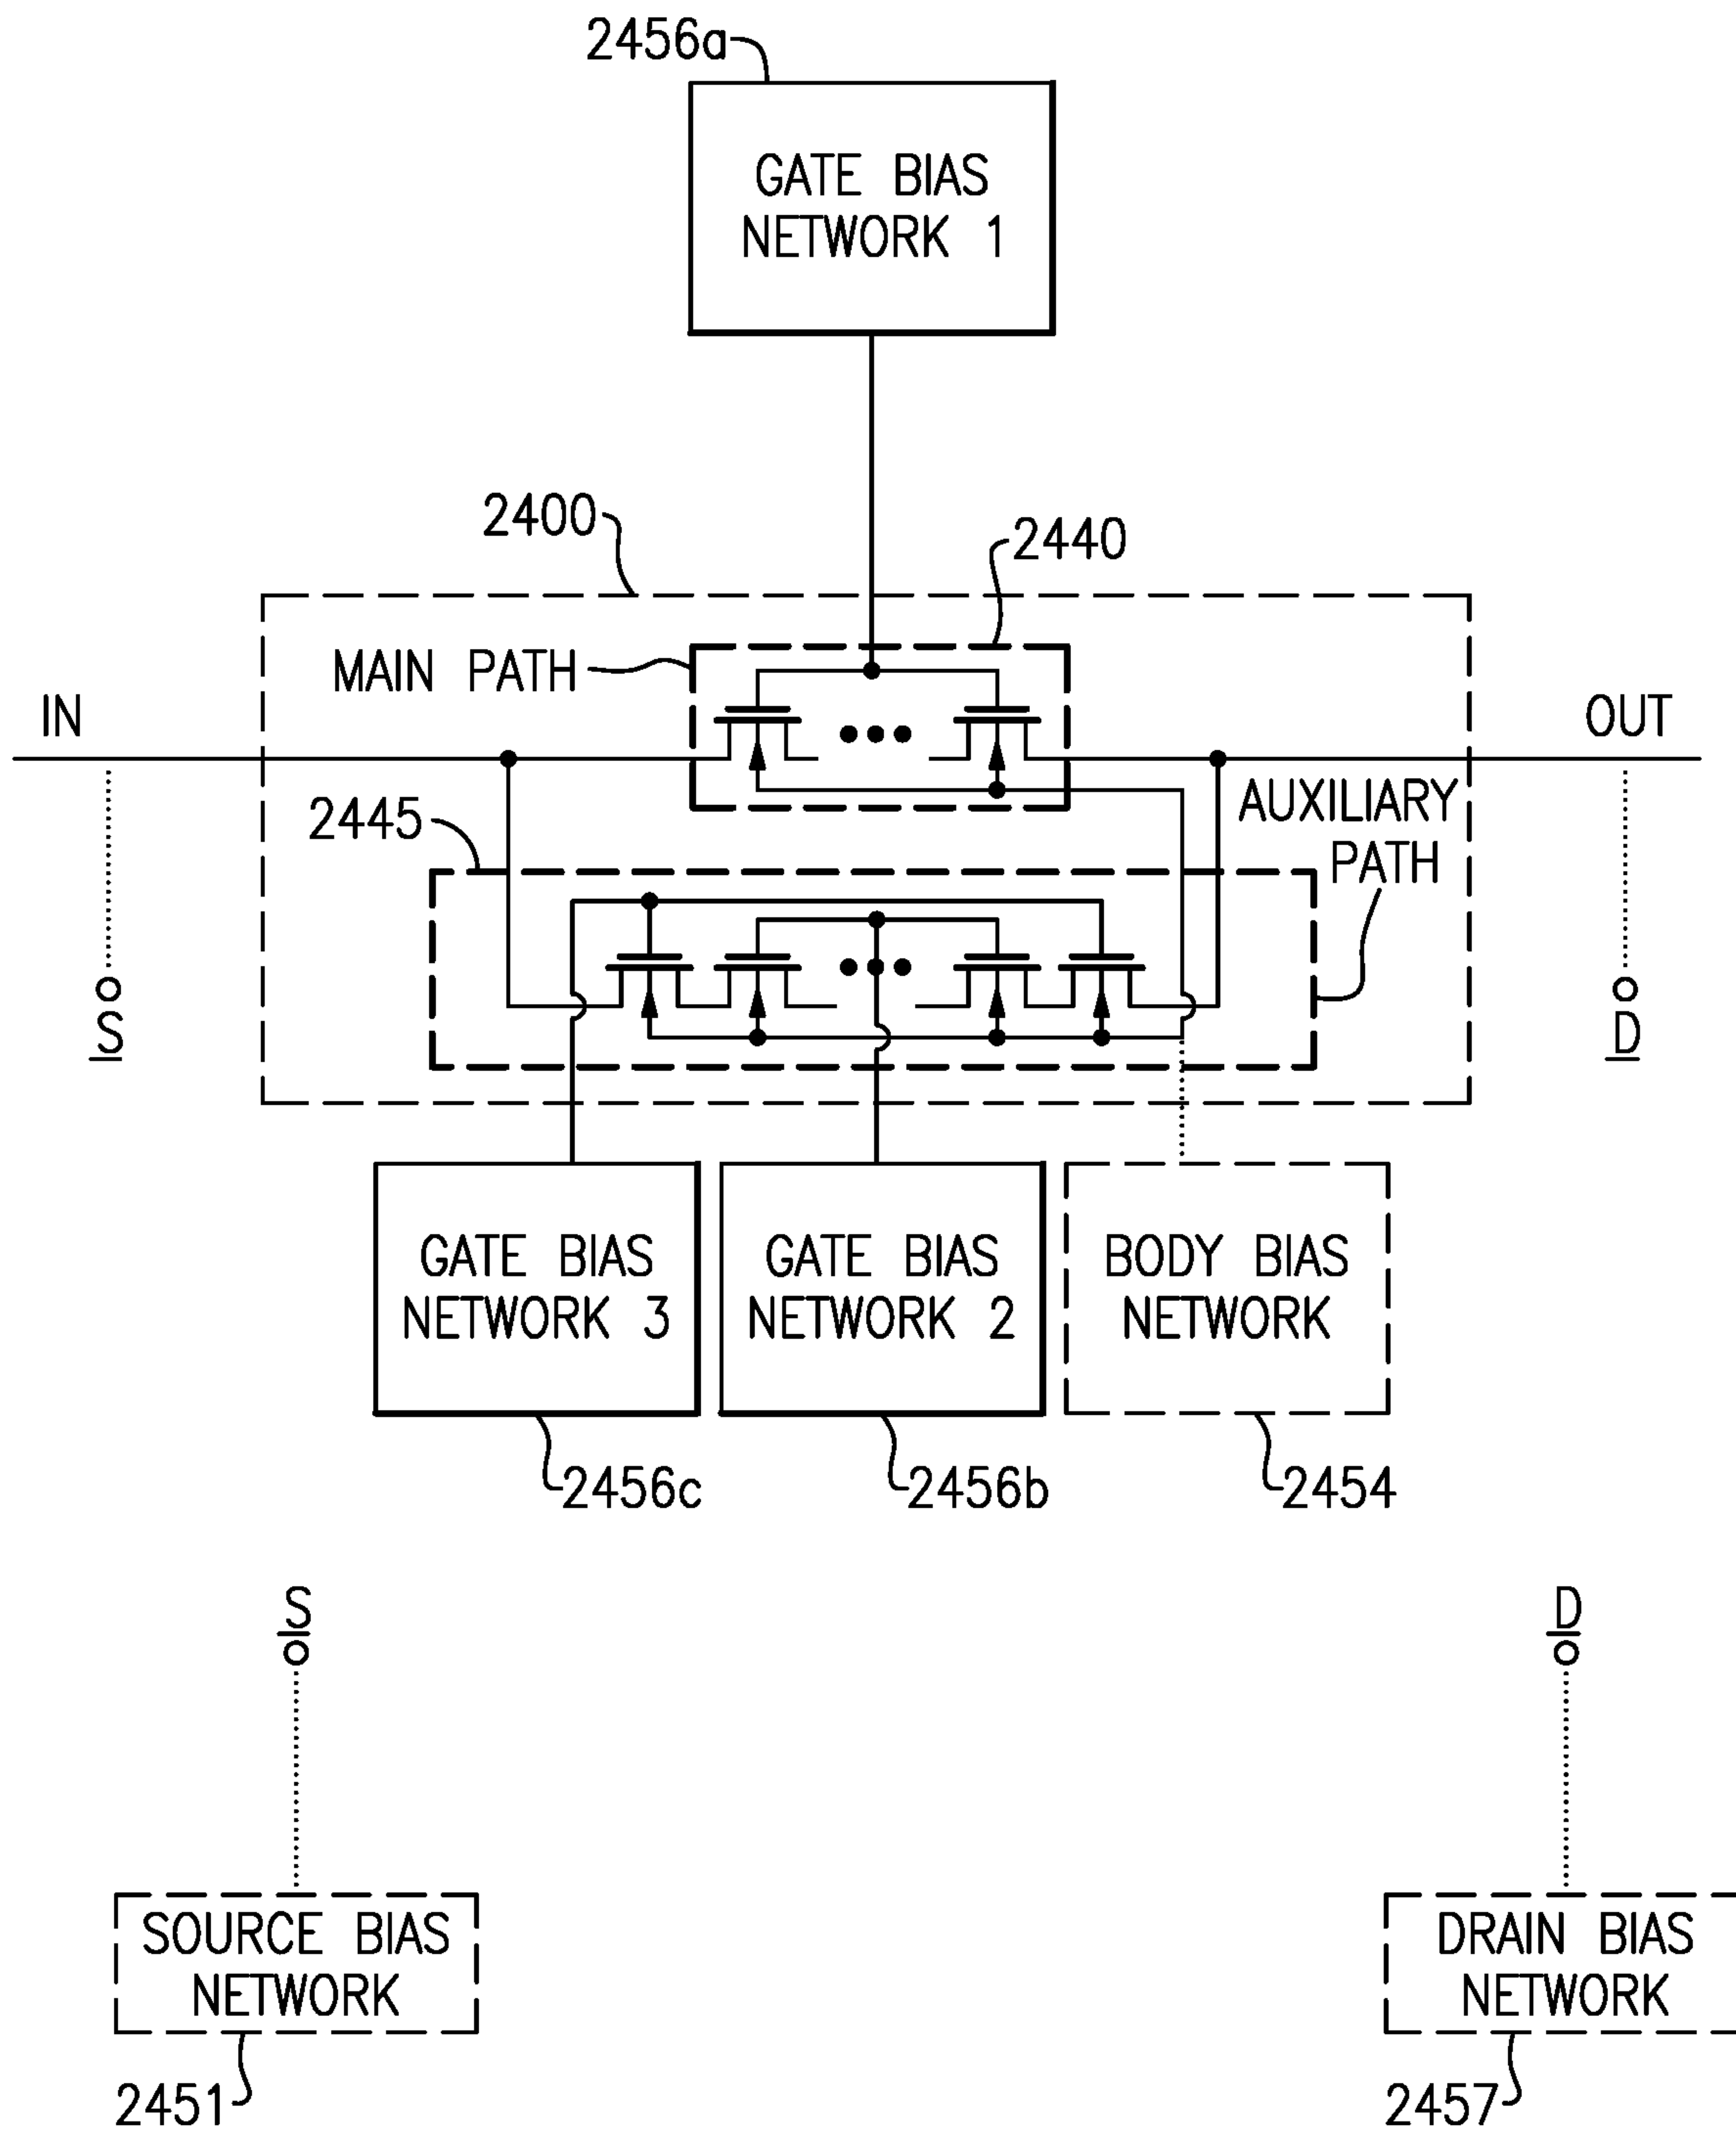 2456a
GATE BIAS
NETWORK 1
2400
2440
MAIN PATH
IN
OUT
2445
AUXILIARY
PATH
S
D
GATE BIAS
NETWORK 3
GATE BIAS
NETWORK 2
BODY BIAS
NETWORK
2456c
2456b
2454
S
D
SOURCE BIAS
NETWORK
DRAIN BIAS
NETWORK
2451
2457